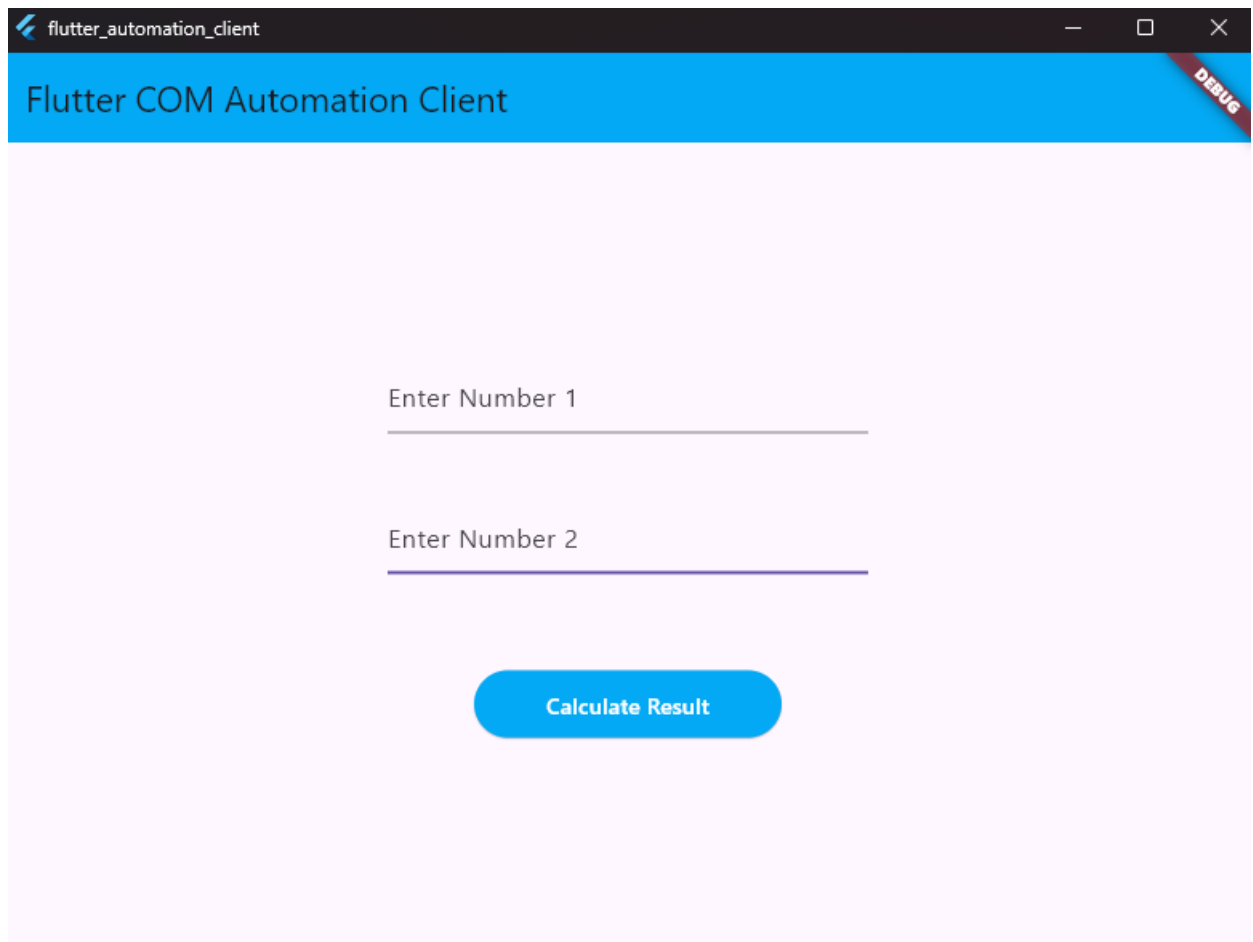 flutter_automation_client
DEBUG
Flutter COM Automation Client
Enter Number 1
Enter Number 2
Calculate Result